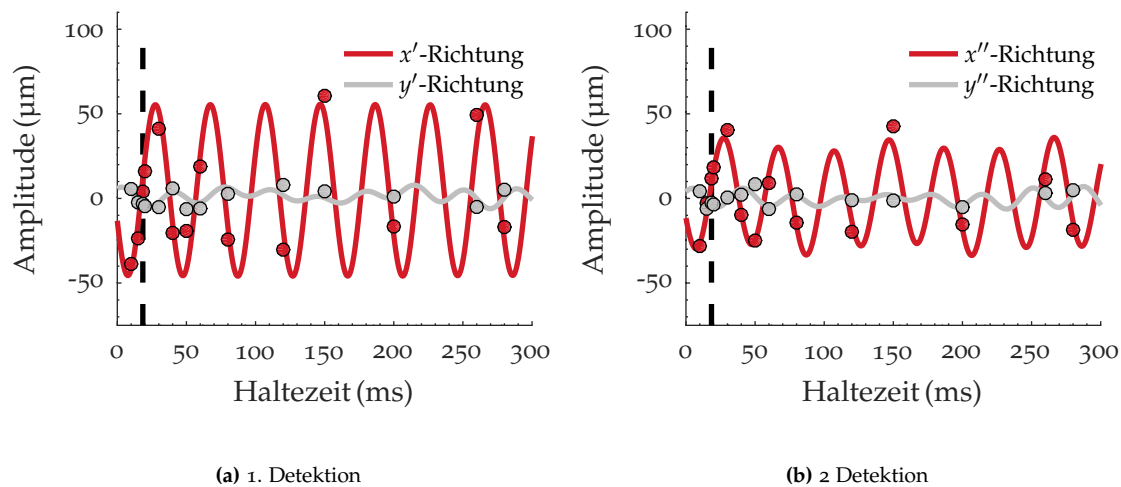 100
50
0
-50
Amplitude (µm)
x′-Richtung
y′-Richtung
0 50 100 150 200 250 300
Haltezeit (ms)
(a) 1. Detektion
100
50
0
-50
Amplitude (µm)
x′′-Richtung
y′′-Richtung
0 50 100 150 200 250 300
Haltezeit (ms)
(b) 2 Detektion